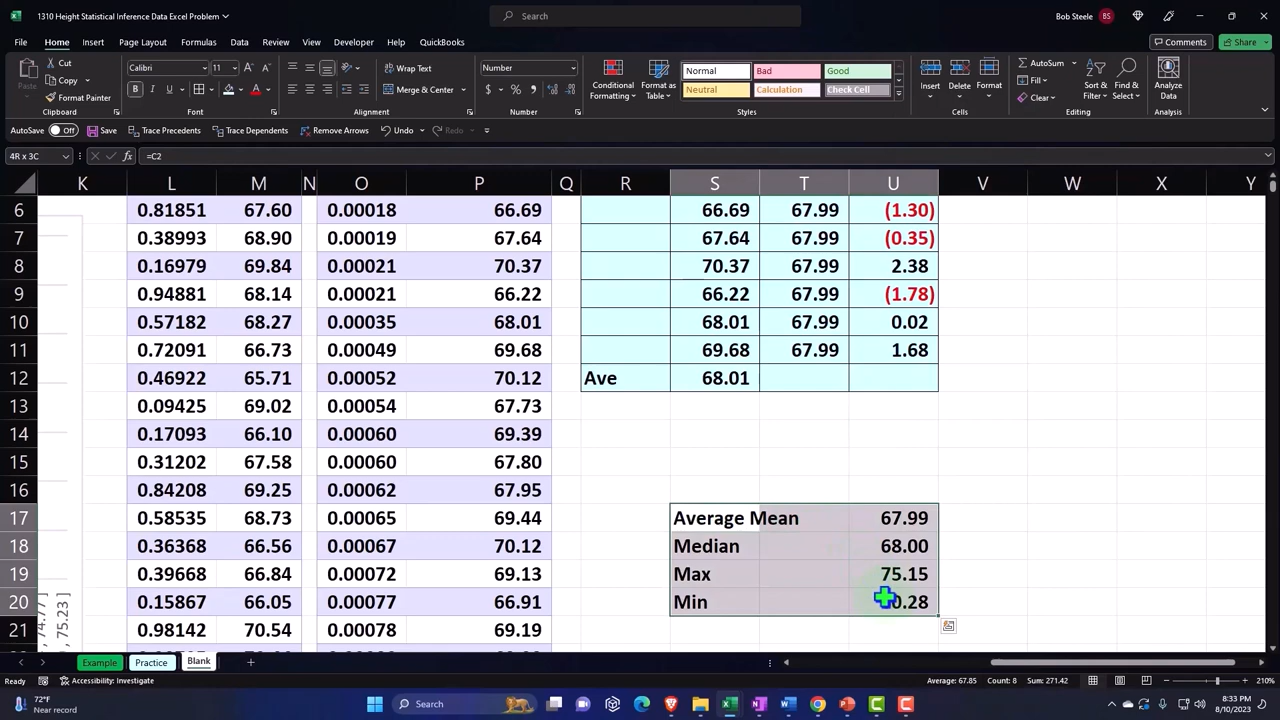 1310 Height Statistical Inference Data Excel Problem
Search
Bob Steele BS
File Home Insert Page Layout Formulas Data Review View Developer Help QuickBooks Comments Share
Cut
Copy
Format Painter
Paste
Calibri 11
B I U
Wrap Text
Merge & Center
Number
Conditional Formatting
Format as Table
Normal Bad Good
Neutral Calculation Check Cell
Insert Delete Format
AutoSum
Fill
Clear
Sort & Filter
Find & Select
Analyze Data
Clipboard Font Alignment Number Styles Cells Editing Analysis
AutoSave Off Save Trace Precedents Trace Dependents Remove Arrows Undo Redo
4R x 3C fx =C2
K L M N O P Q R S T U V W X Y
6 0.81851 67.60 0.00018 66.69 66.69 67.99 (1.30)
7 0.38993 68.90 0.00019 67.64 67.64 67.99 (0.35)
8 0.16979 69.84 0.00021 70.37 70.37 67.99 2.38
9 0.94881 68.14 0.00021 66.22 66.22 67.99 (1.78)
10 0.57182 68.27 0.00035 68.01 68.01 67.99 0.02
11 0.72091 66.73 0.00049 69.68 69.68 67.99 1.68
12 0.46922 65.71 0.00052 70.12 Ave 68.01
13 0.09425 69.02 0.00054 67.73
14 0.17093 66.10 0.00060 69.39
15 0.31202 67.58 0.00060 67.80
16 0.84208 69.25 0.00062 67.95
17 0.58535 68.73 0.00065 69.44 Average Mean 67.99
18 0.36368 66.56 0.00067 70.12 Median 68.00
19 0.39668 66.84 0.00072 69.13 Max 75.15
20 0.15867 66.05 0.00077 66.91 Min 0.28
21 0.98142 70.54 0.00078 69.19
74.77 ]
75.23 ]
Example Practice Blank
Ready Accessibility: Investigate Average: 67.85 Count: 8 Sum: 271.42 210%
72°F
Near record
Search
8:33 PM
8/10/2023